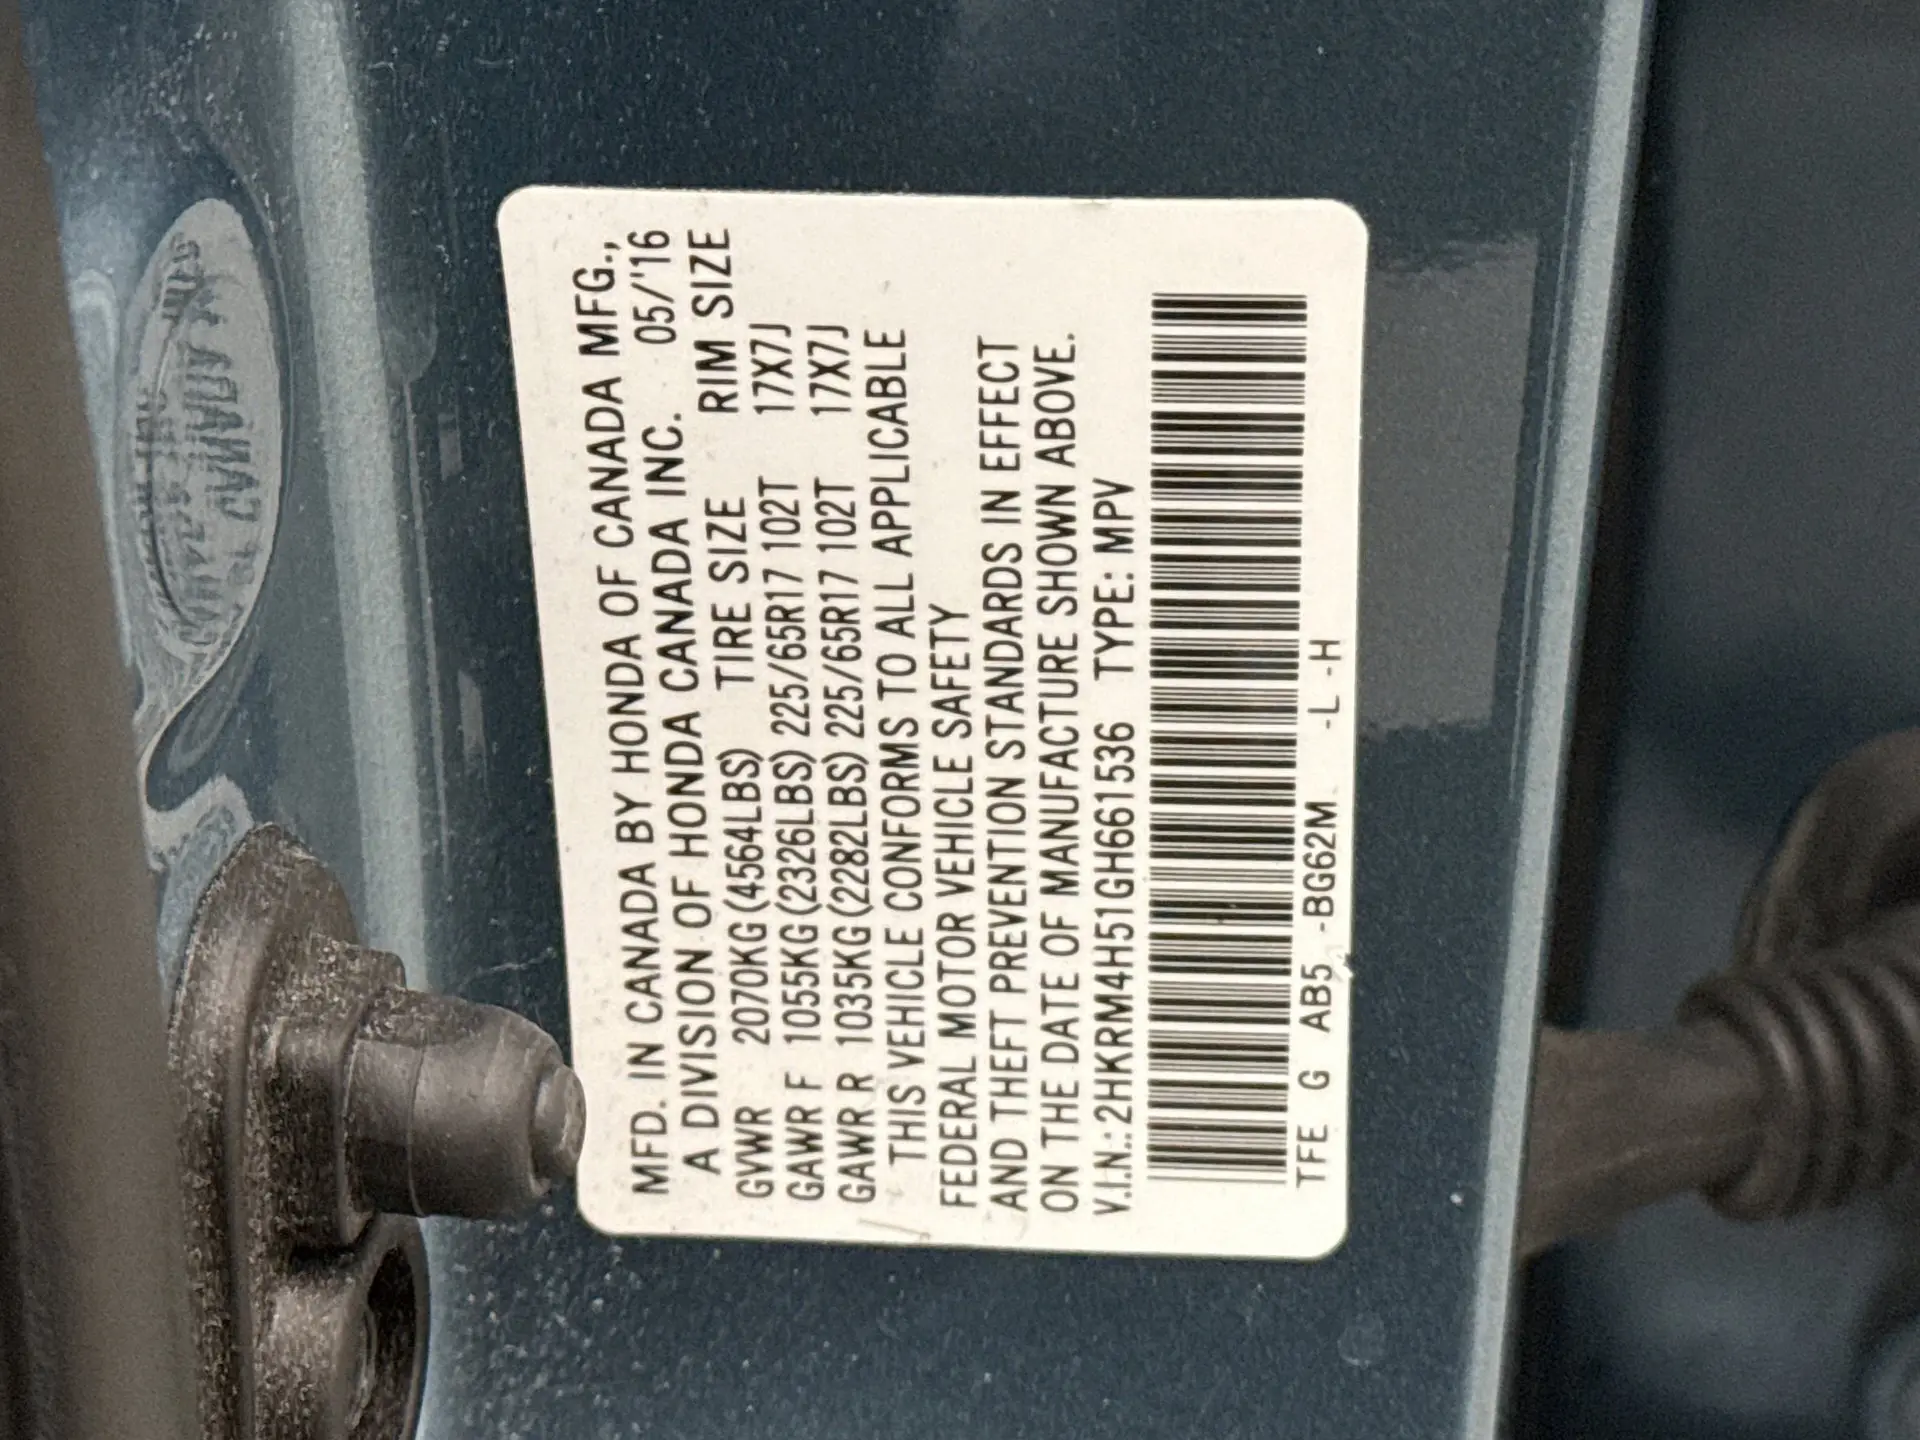 MFD. IN CANADA BY HONDA OF CANADA MFG.,
A DIVISION OF HONDA CANADA INC. 05/'16
GVWR 2070KG(4564LBS) TIRE SIZE RIM SIZE
GAWR F 1055KG(2326LBS) 225/65R17 102T 17X7J
GAWR R 1035KG(2282LBS) 225/65R17 102T 17X7J
THIS VEHICLE CONFORMS TO ALL APPLICABLE
FEDERAL MOTOR VEHICLE SAFETY
AND THEFT PREVENTION STANDARDS IN EFFECT
ON THE DATE OF MANUFACTURE SHOWN ABOVE.
V.I.N.: 2HKRM4H51GH661536 TYPE: MPV
TFE G AB5 -BG62M -L -H